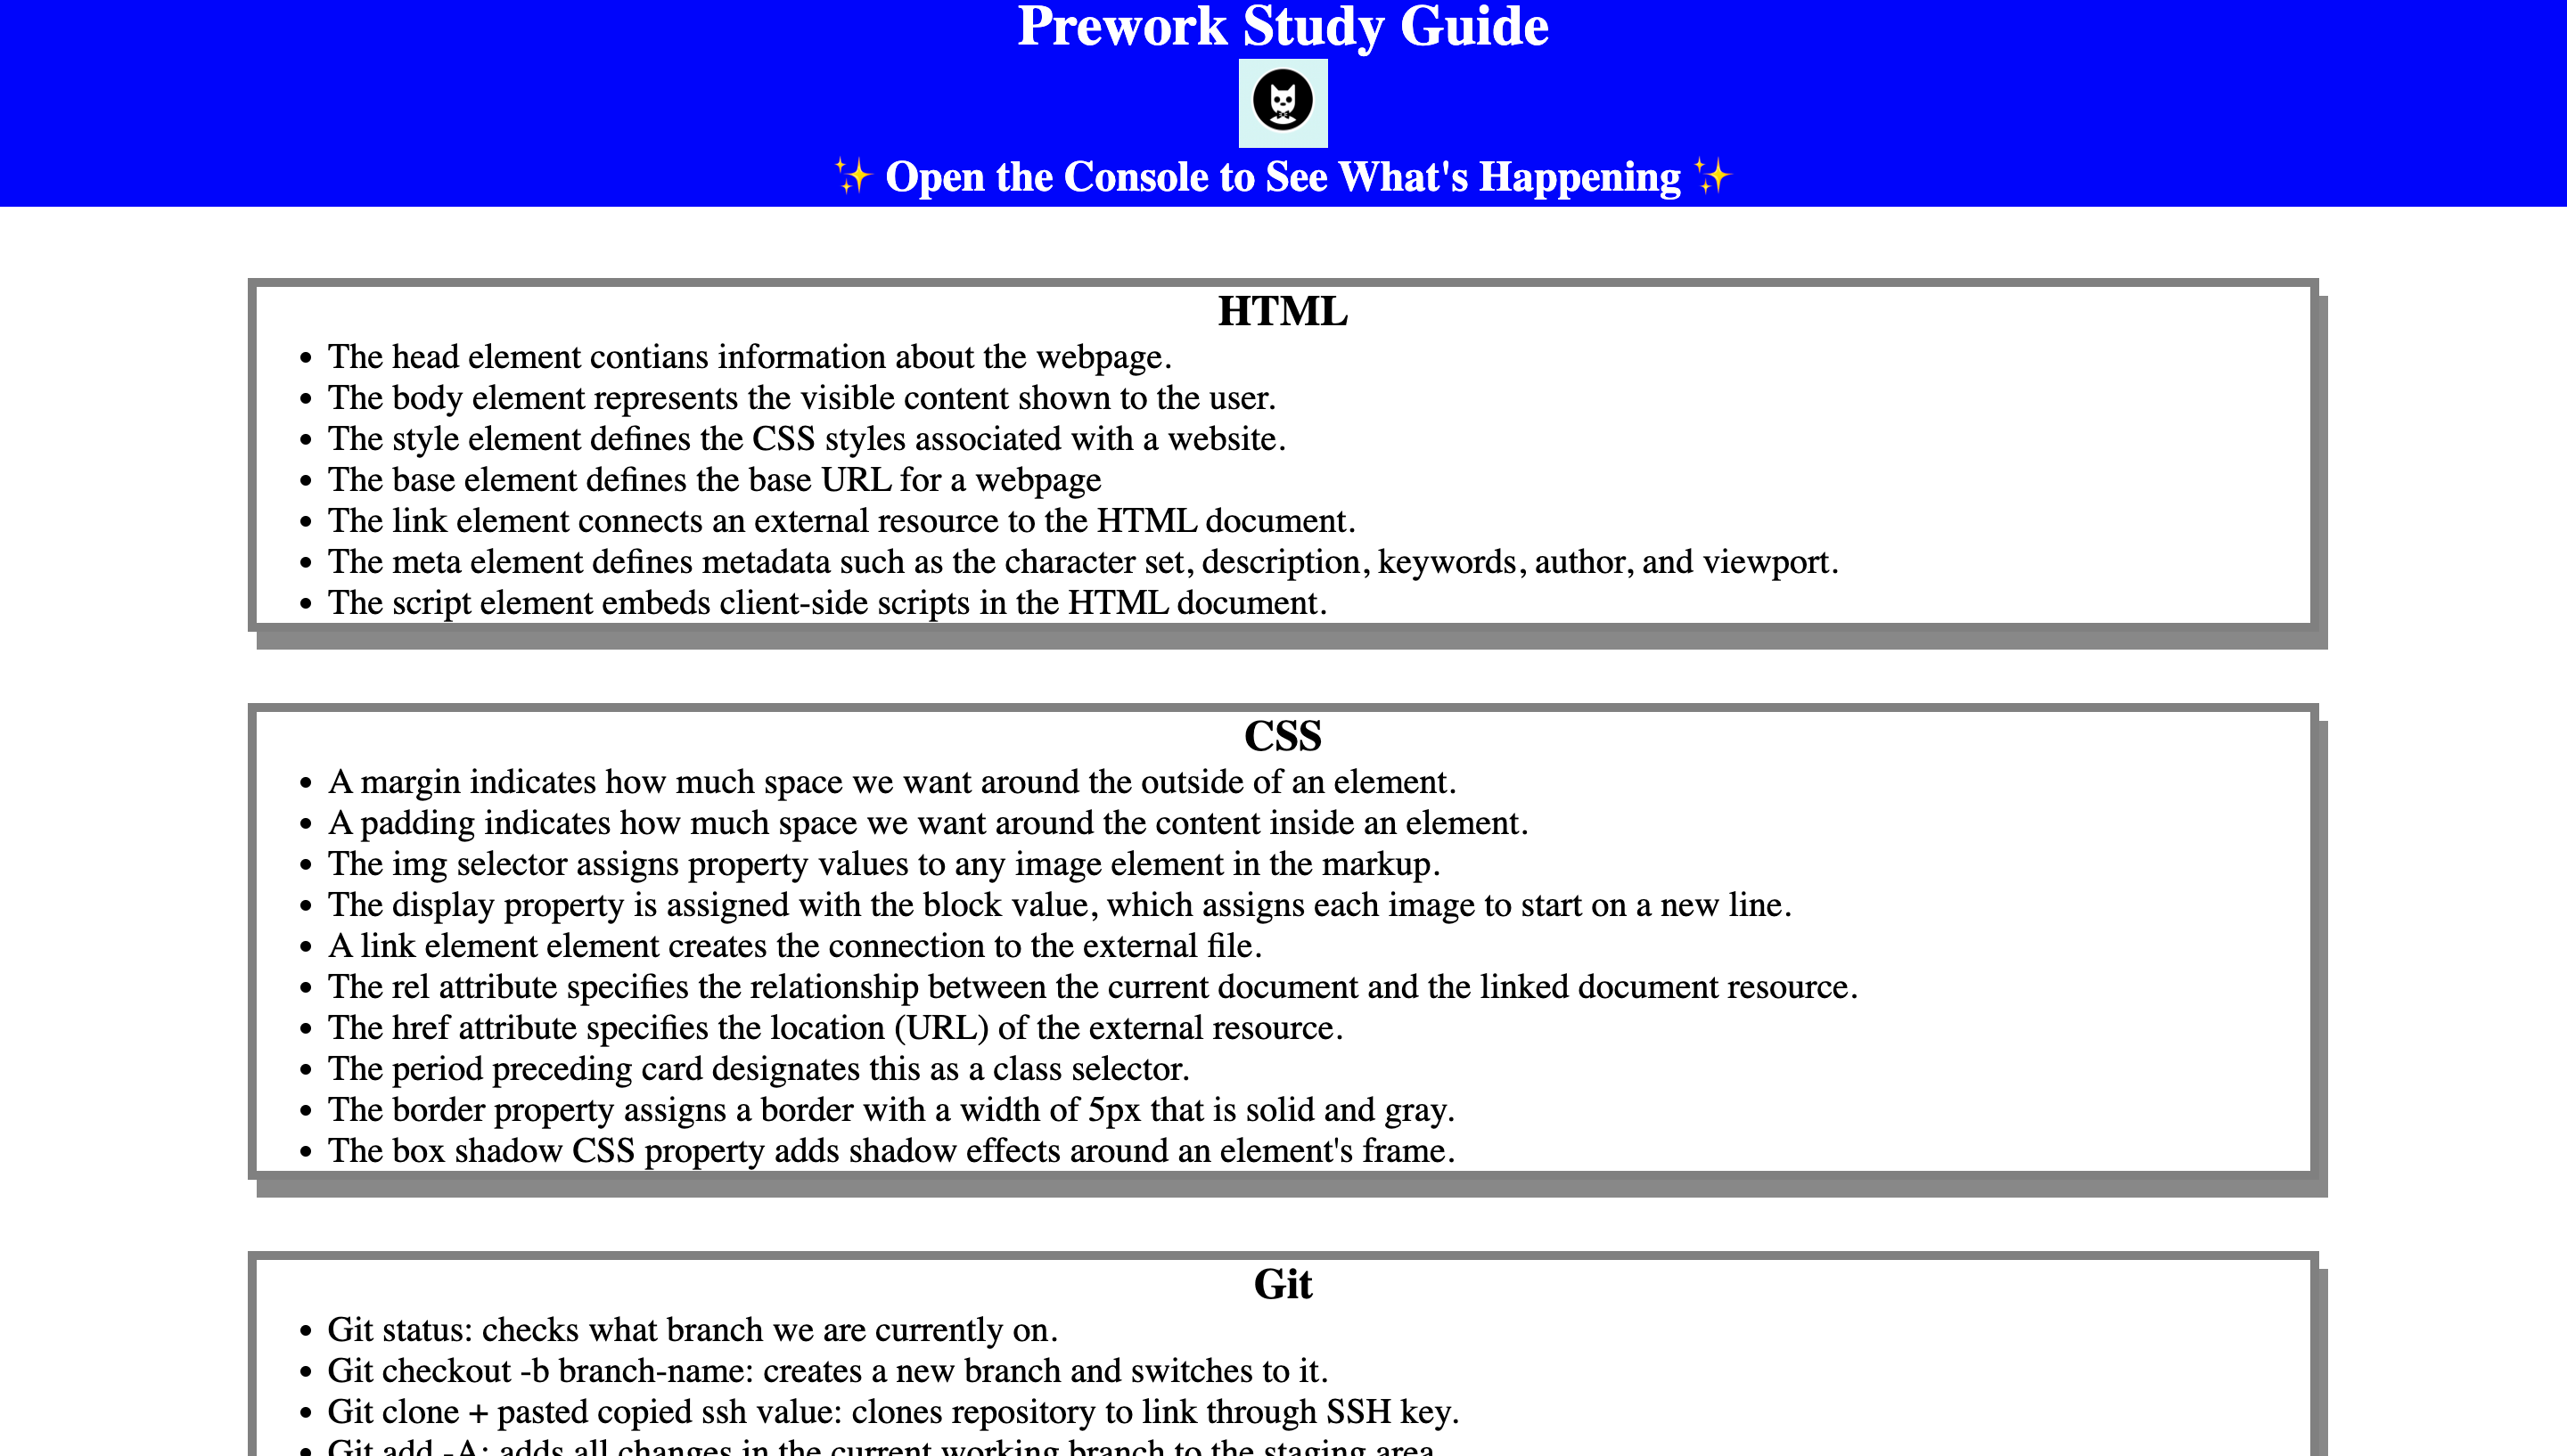 Prework Study Guide
✨ Open the Console to See What's Happening ✨
HTML
• The head element contians information about the webpage.
• The body element represents the visible content shown to the user.
• The style element defines the CSS styles associated with a website.
• The base element defines the base URL for a webpage
• The link element connects an external resource to the HTML document.
• The meta element defines metadata such as the character set, description, keywords, author, and viewport.
• The script element embeds client-side scripts in the HTML document.
CSS
• A margin indicates how much space we want around the outside of an element.
• A padding indicates how much space we want around the content inside an element.
• The img selector assigns property values to any image element in the markup.
• The display property is assigned with the block value, which assigns each image to start on a new line.
• A link element element creates the connection to the external file.
• The rel attribute specifies the relationship between the current document and the linked document resource.
• The href attribute specifies the location (URL) of the external resource.
• The period preceding card designates this as a class selector.
• The border property assigns a border with a width of 5px that is solid and gray.
• The box shadow CSS property adds shadow effects around an element's frame.
Git
• Git status: checks what branch we are currently on.
• Git checkout -b branch-name: creates a new branch and switches to it.
• Git clone + pasted copied ssh value: clones repository to link through SSH key.
• Git add -A: adds all changes in the current working branch to the staging area.